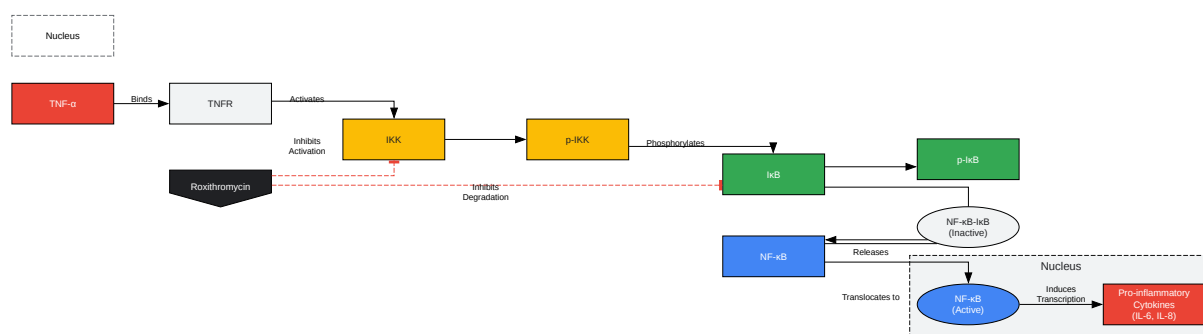 Nucleus
TNF-α
Binds
TNFR
Activates
Inhibits
Activation
IKK
p-IKK
Phosphorylates
IκB
p-IκB
Roxithromycin
Inhibits
Degradation
NF-κB-IκB
(Inactive)
NF-κB
Releases
Nucleus
Translocates to
NF-κB
(Active)
Induces
Transcription
Pro-inflammatory
Cytokines
(IL-6, IL-8)